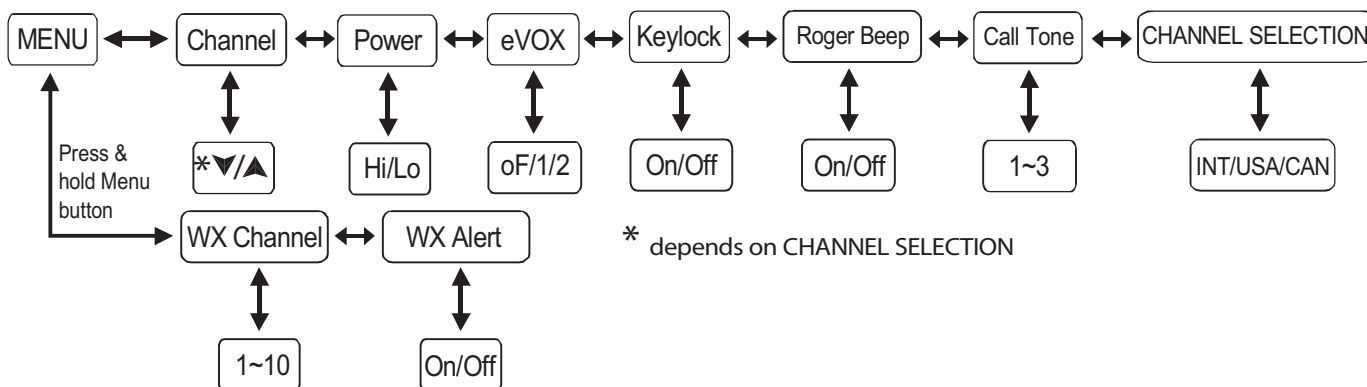 MENU
Channel
Power
eVOX
Keylock
Roger Beep
Call Tone
CHANNEL SELECTION
Press &
hold Menu
button
*▼/▲
Hi/Lo
oF/1/2
On/Off
On/Off
1~3
INT/USA/CAN
WX Channel
WX Alert
* depends on CHANNEL SELECTION
1~10
On/Off